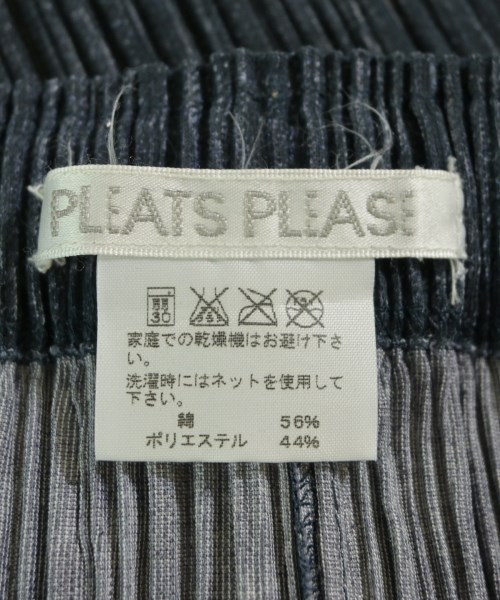 PLEATS PLEASE
30
家庭での乾燥機はお避け下さ
い。
洗濯時にはネットを使用して
下さい。
綿 56%
ポリエステル 44%